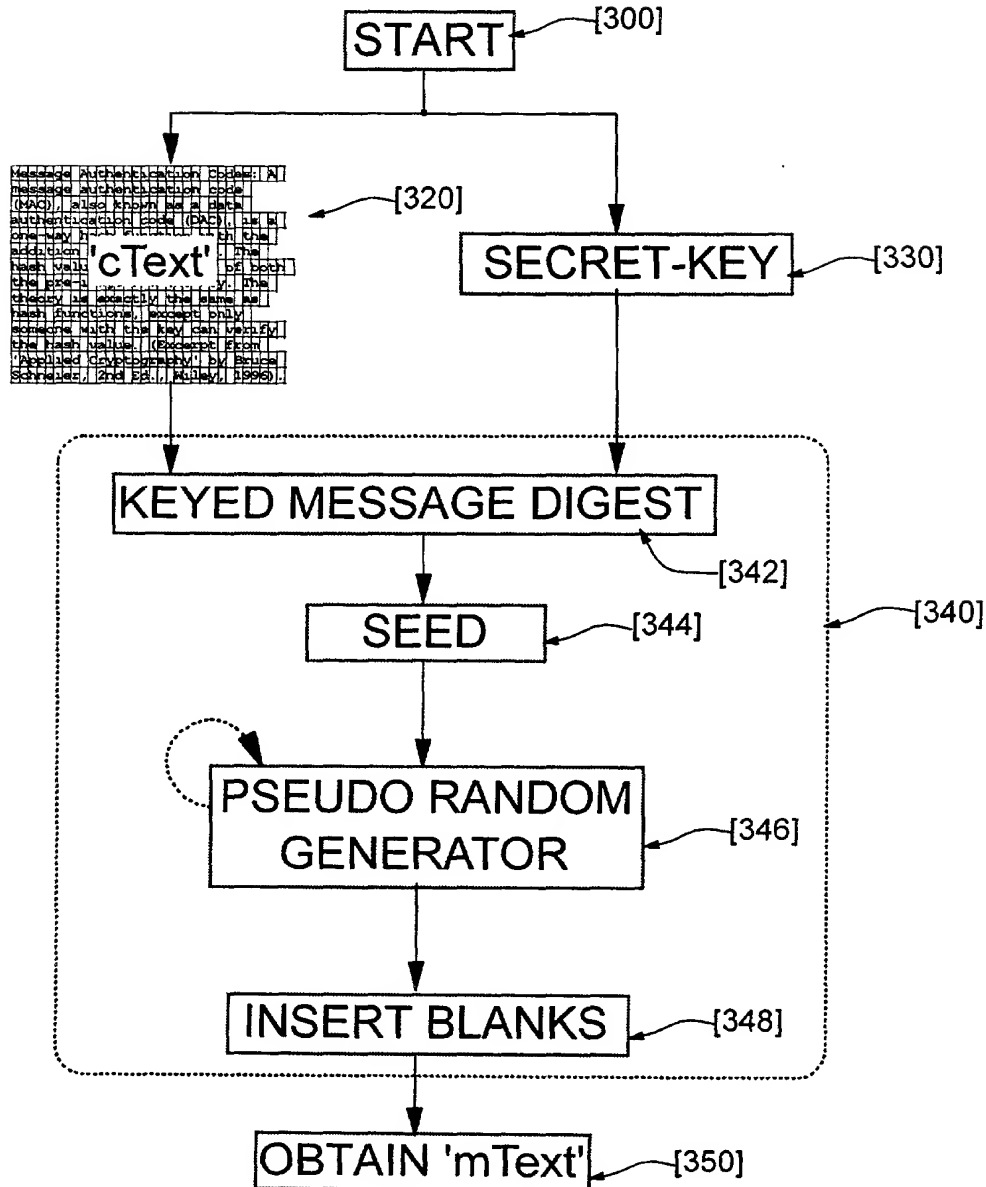 START
[300]
Message Authentication Codes: A
message authentication code
(MAC), also known as a data
authentication code (DAC), is a
one-way th the
addition . The
hash valu of both
the pre-i y. The
theory is exactly the same as
hash functions, except only
someone with the key can verify
the hash value. (Excerpt from
'Applied Cryptography' by Bruce
Schneier, 2nd Ed., Wiley, 1996).
'cText'
[320]
SECRET-KEY
[330]
KEYED MESSAGE DIGEST
[342]
SEED
[344]
[340]
PSEUDO RANDOM
GENERATOR
[346]
INSERT BLANKS
[348]
OBTAIN 'mText'
[350]